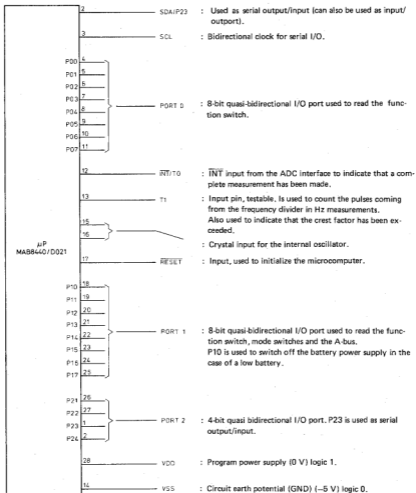 2 SDA/P23 : Used as serial output/input (can also be used as input/
outport).
3 SCL : Bidirectional clock for serial I/O.
P00 4
P01 5
P02 6
P03 7
P04 8
P05 9
P06 10
P07 11
PORT 0 : 8-bit quasi-bidirectional I/O port used to read the func-
tion switch.
12 INT/T0 : INT input from the ADC interface to indicate that a com-
plete measurement has been made.
13 T1 : Input pin, testable. Is used to count the pulses coming
from the frequency divider in Hz measurements.
Also used to indicate that the crest factor has been ex-
ceeded.
15
16
: Crystal input for the internal oscillator.
µP
MAB8440/D021
17 RESET : Input, used to initialize the microcomputer.
P10 18
P11 19
P12 20
P13 21
P14 22
P15 23
P16 24
P17 25
PORT 1 : 8-bit quasi-bidirectional I/O port used to read the func-
tion switch, mode switches and the A-bus.
P10 is used to switch off the battery power supply in the
case of a low battery.
P21 26
P22 27
P23 1
P24 2
PORT 2 : 4-bit quasi bidirectional I/O port. P23 is used as serial
output/input.
28 VDD : Program power supply (0 V) logic 1.
14 VSS : Circuit earth potential (GND) (–5 V) logic 0.